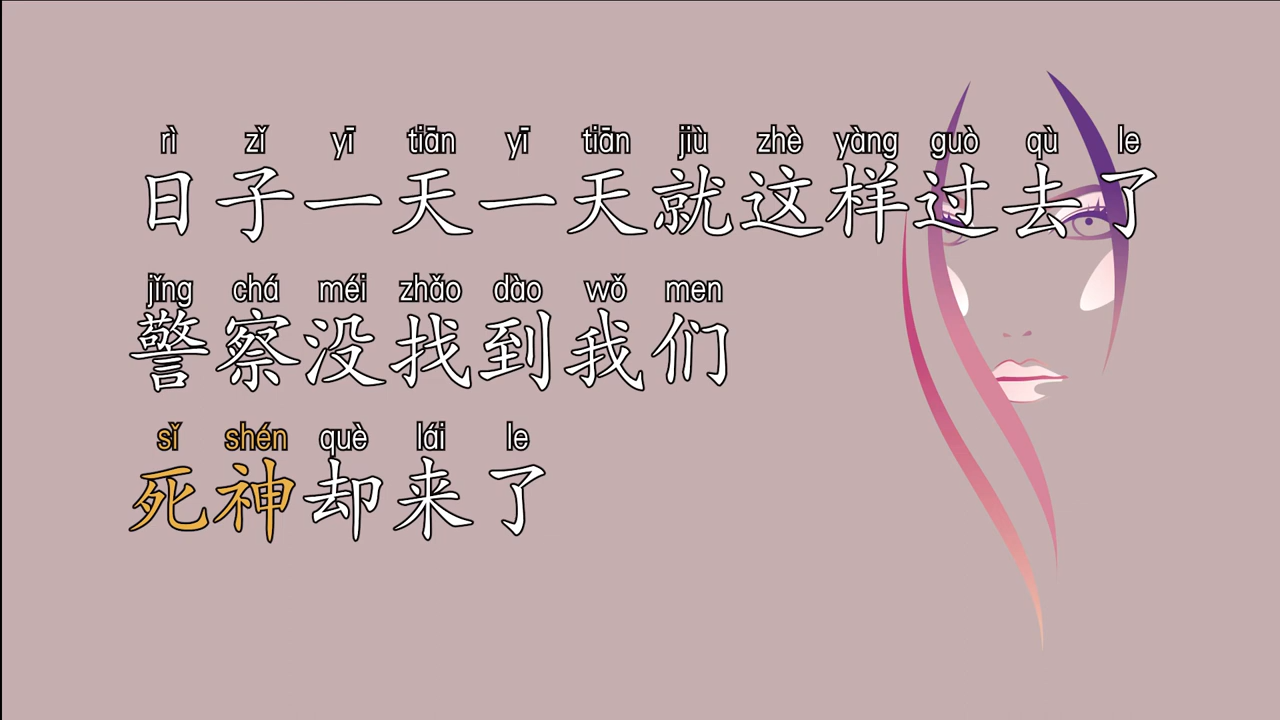 rì zǐ yī tiān yī tiān jiù zhè yàng guò qù le
日子一天一天就这样过去了
jǐng chá méi zhǎo dào wǒ men
警察没找到我们
sǐ shén què lái le
死神却来了